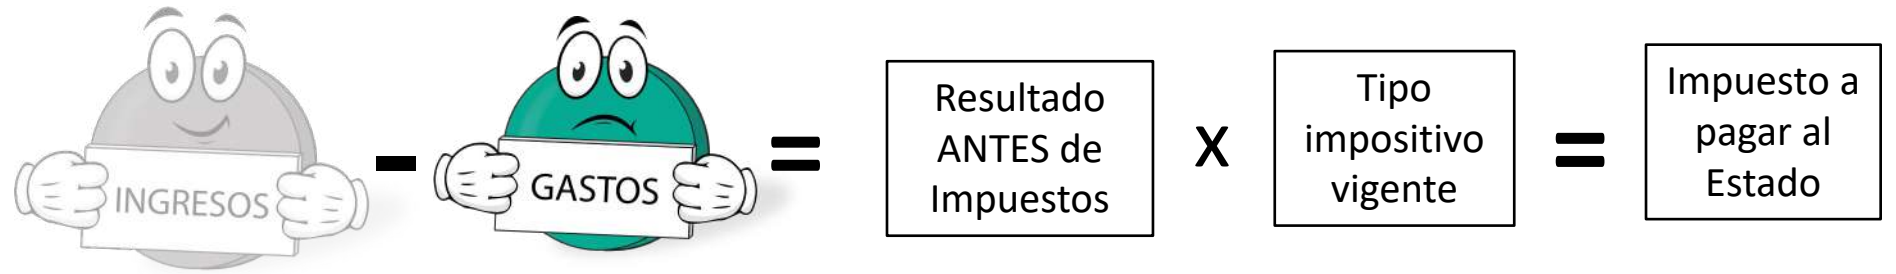 INGRESOS
-
GASTOS
=
Resultado
ANTES de
Impuestos
X
Tipo
impositivo
vigente
=
Impuesto a
pagar al
Estado